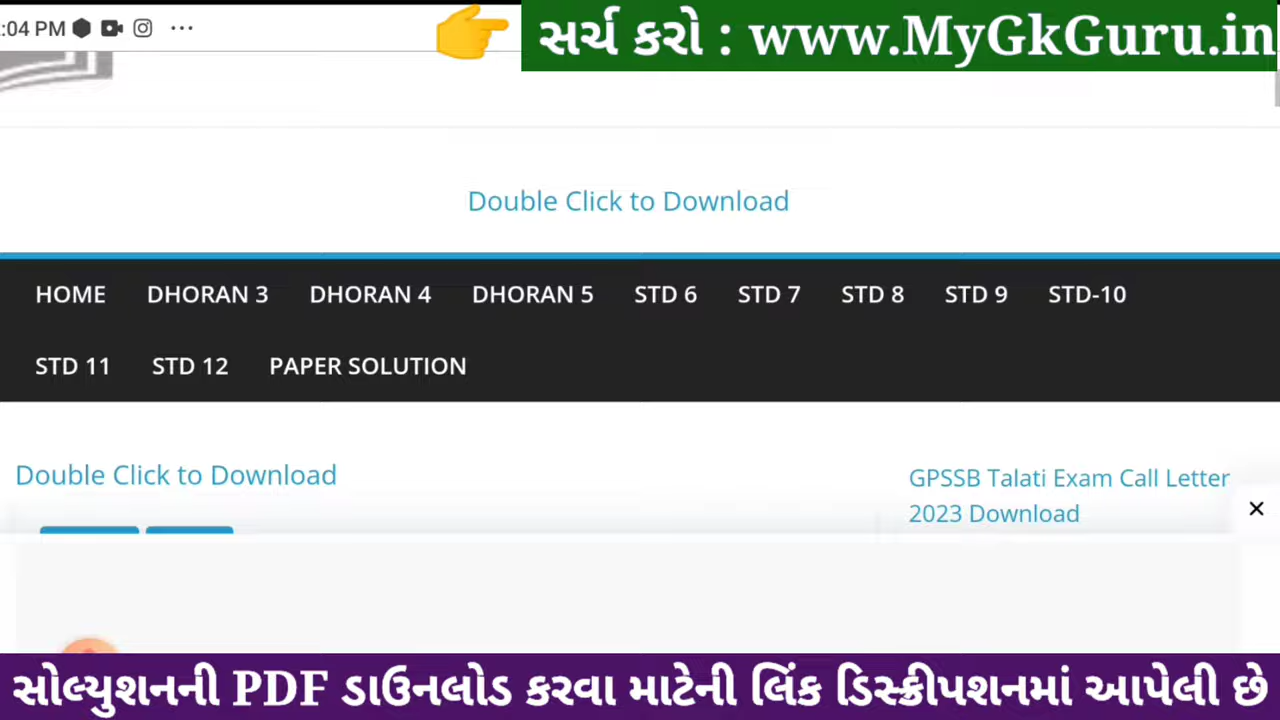 :04 PM ...
સર્ચ કરો : www.MyGkGuru.in
Double Click to Download
HOME DHORAN 3 DHORAN 4 DHORAN 5 STD 6 STD 7 STD 8 STD 9 STD-10
STD 11 STD 12 PAPER SOLUTION
Double Click to Download
GPSSB Talati Exam Call Letter
2023 Download
સોલ્યુશનની PDF ડાઉનલોડ કરવા માટેની લિંક ડિસ્ક્રીપશનમાં આપેલી છે